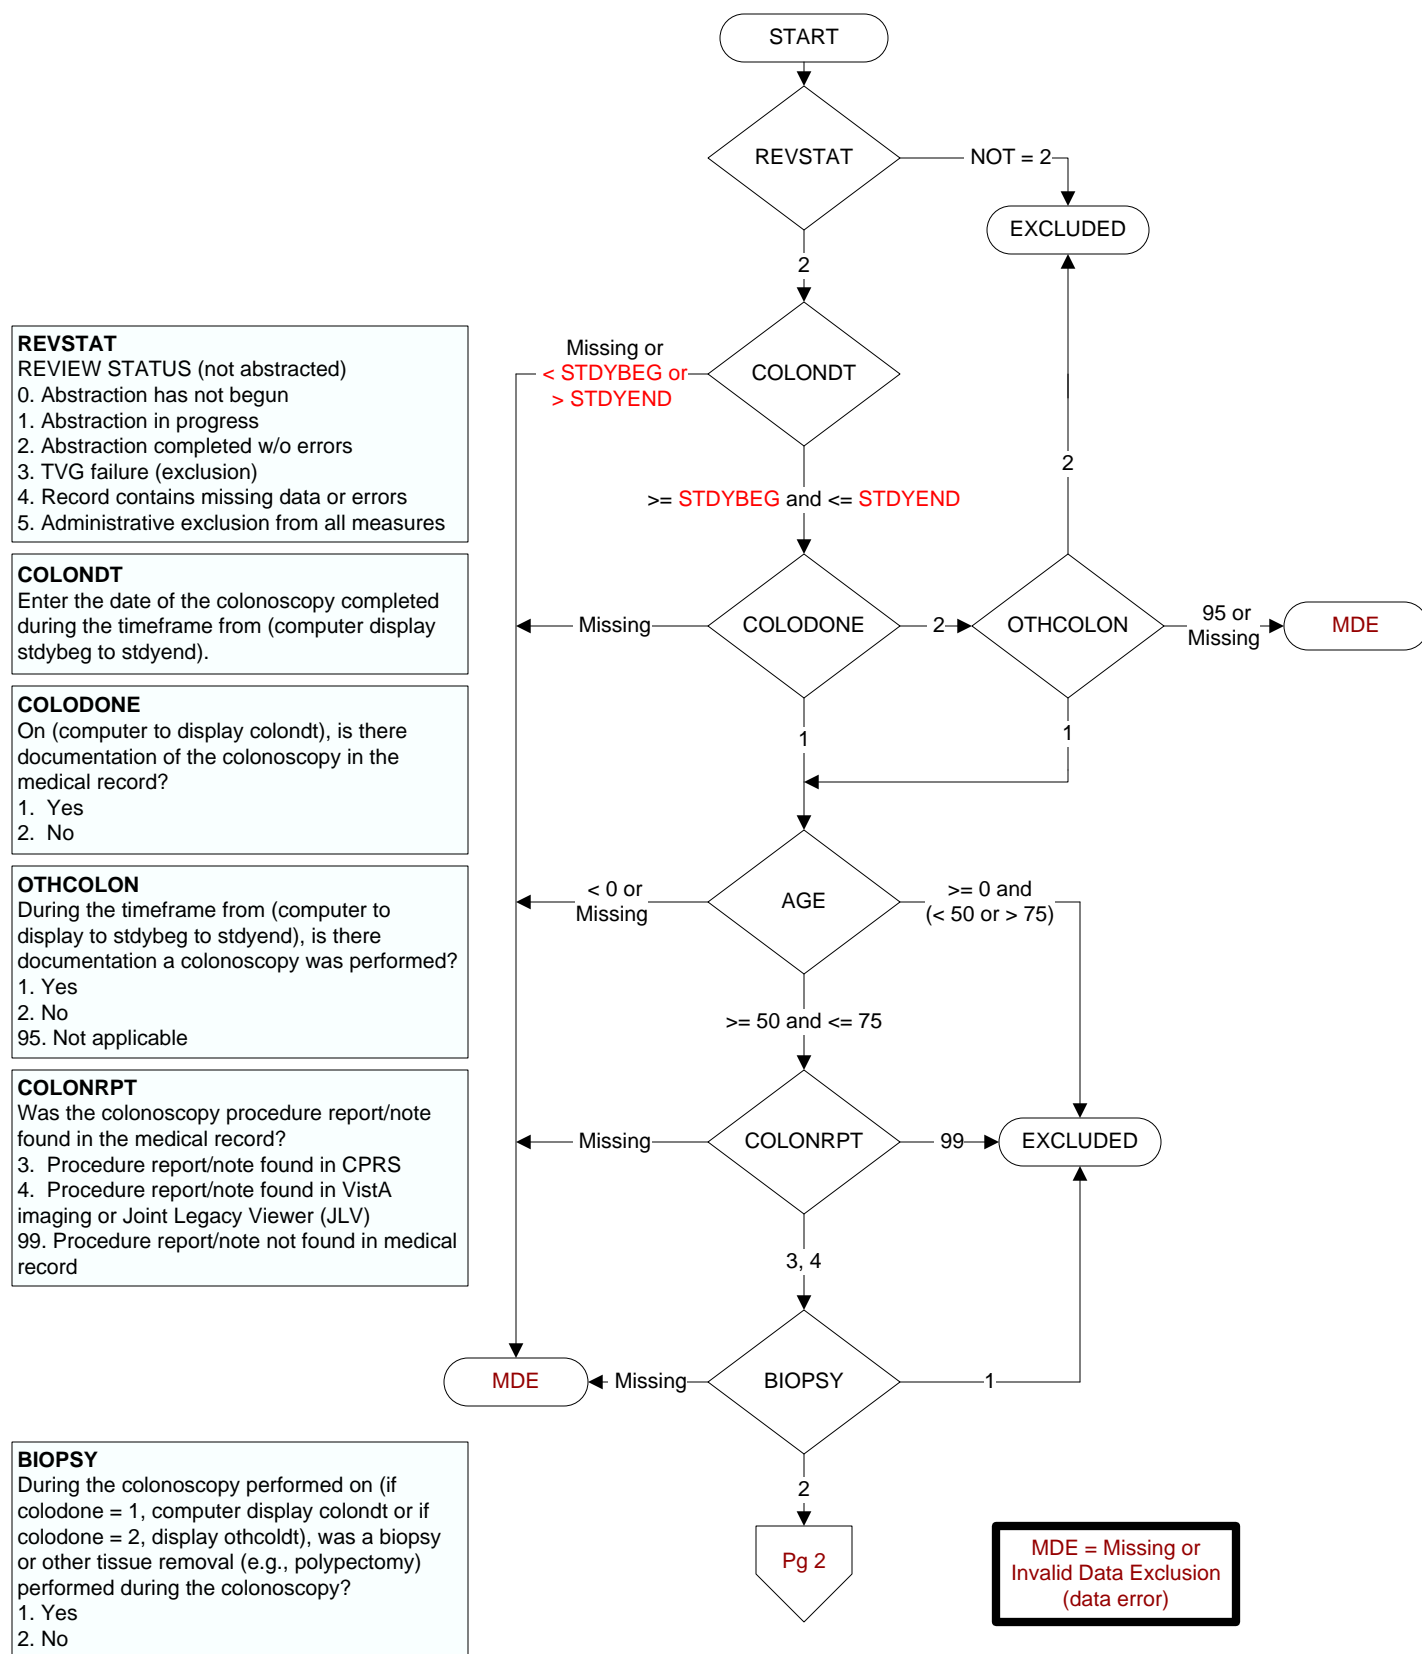 START
REVSTAT
NOT = 2
EXCLUDED
2
REVSTAT
REVIEW STATUS (not abstracted)
0. Abstraction has not begun
1. Abstraction in progress
2. Abstraction completed w/o errors
3. TVG failure (exclusion)
4. Record contains missing data or errors
5. Administrative exclusion from all measures
Missing or
< STDYBEG or
> STDYEND
COLONDT
2
>= STDYBEG and <= STDYEND
COLONDT
Enter the date of the colonoscopy completed
during the timeframe from (computer display
stdybeg to stdyend).
Missing
COLODONE
2
OTHCOLON
95 or
Missing
MDE
COLODONE
On (computer to display colondt), is there
documentation of the colonoscopy in the
medical record?
1.  Yes
2.  No
1
1
OTHCOLON
During the timeframe from (computer to
display to stdybeg to stdyend), is there
documentation a colonoscopy was performed?
1. Yes
2. No
95. Not applicable
< 0 or
Missing
AGE
>= 0 and
(< 50 or > 75)
>= 50 and <= 75
COLONRPT
Was the colonoscopy procedure report/note
found in the medical record?
3.  Procedure report/note found in CPRS
4.  Procedure report/note found in VistA
imaging or Joint Legacy Viewer (JLV)
99. Procedure report/note not found in medical
record
Missing
COLONRPT
99
EXCLUDED
3, 4
MDE
Missing
BIOPSY
1
BIOPSY
During the colonoscopy performed on (if
colodone = 1, computer display colondt or if
colodone = 2, display othcoldt), was a biopsy
or other tissue removal (e.g., polypectomy)
performed during the colonoscopy?
1. Yes
2. No
2
Pg 2
MDE = Missing or
Invalid Data Exclusion
(data error)